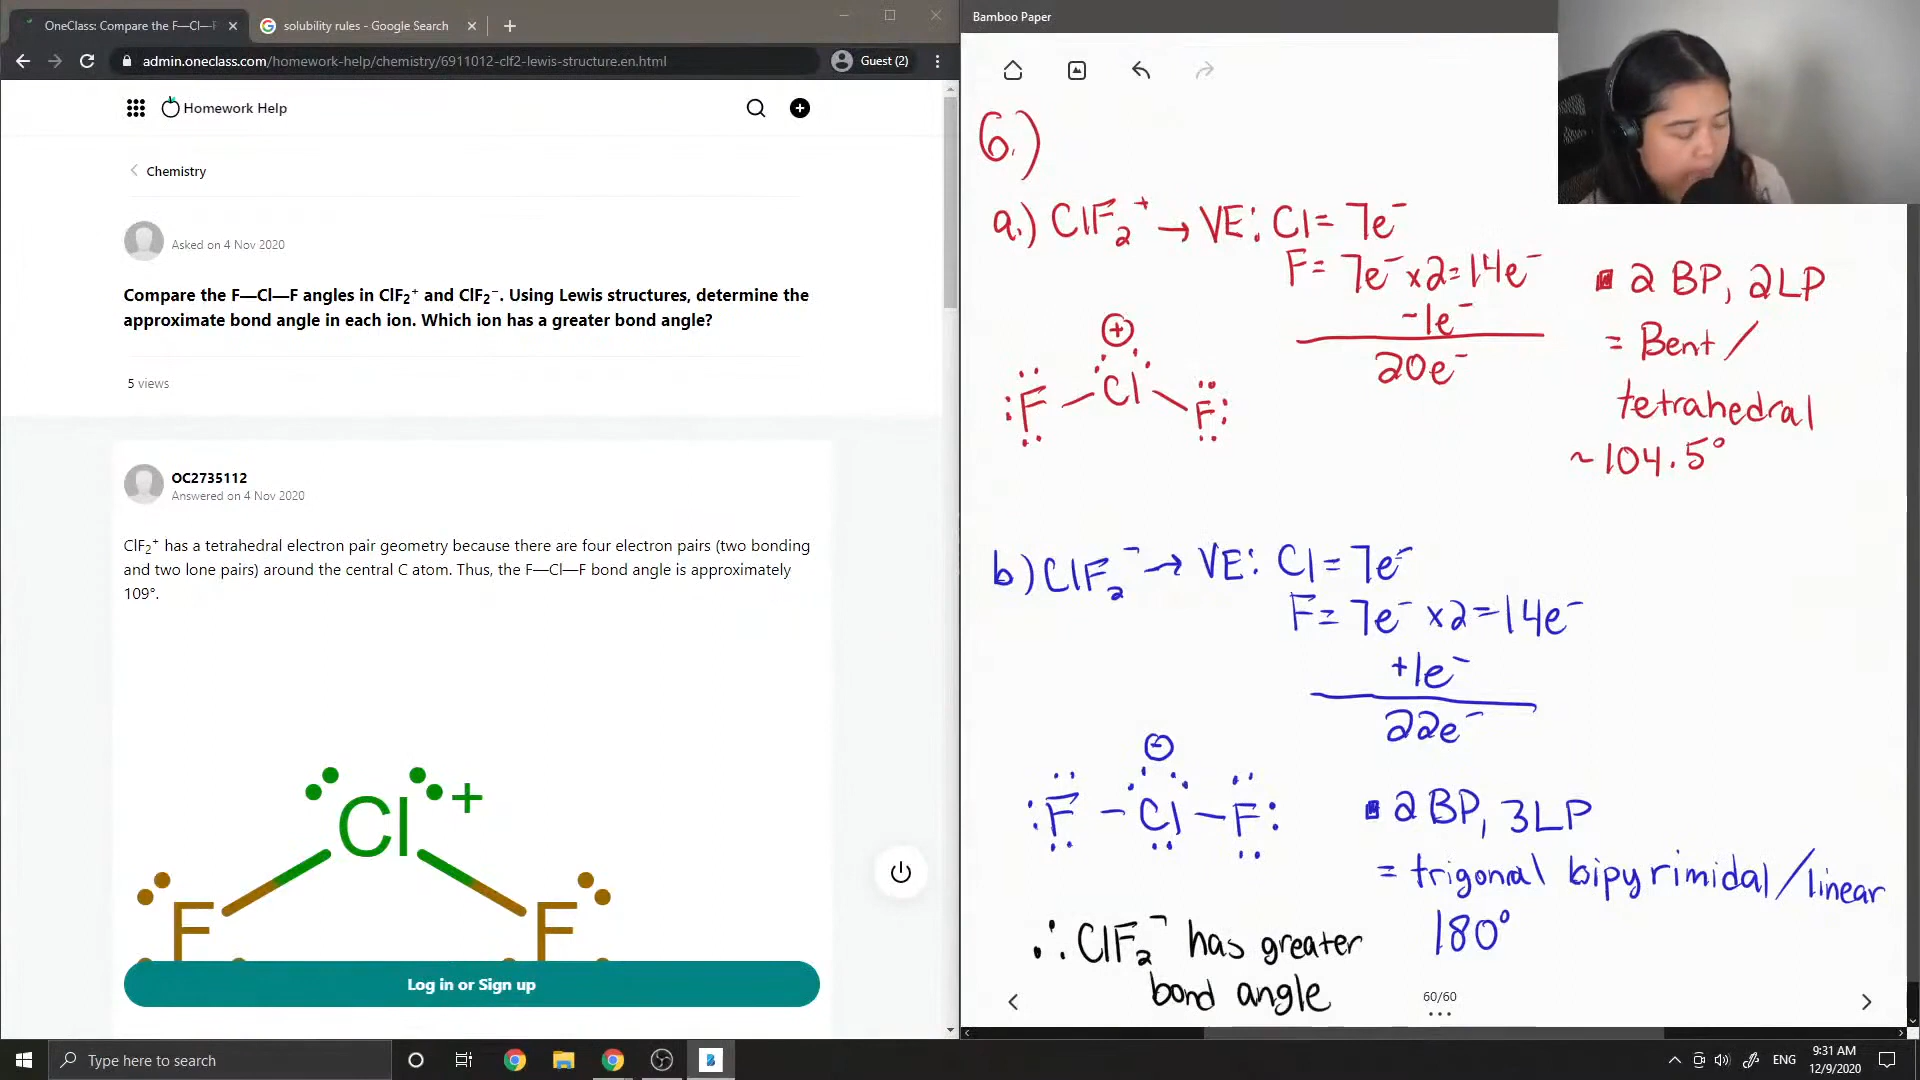 OneClass: Compare the F—Cl—F
solubility rules - Google Search
admin.oneclass.com/homework-help/chemistry/6911012-clf2-lewis-structure.en.html
Guest (2)
Homework Help
Chemistry
Asked on 4 Nov 2020
Compare the F—Cl—F angles in ClF₂⁺ and ClF₂⁻. Using Lewis structures, determine the
approximate bond angle in each ion. Which ion has a greater bond angle?
5 views
OC2735112
Answered on 4 Nov 2020
ClF₂⁺ has a tetrahedral electron pair geometry because there are four electron pairs (two bonding
and two lone pairs) around the central C atom. Thus, the F—Cl—F bond angle is approximately
109°.
Cl +
F F
Log in or Sign up
Bamboo Paper
6.)
a.) ClF₂⁺ → VE: Cl = 7e⁻
F = 7e⁻ x2 = 14e⁻
-1e⁻
20e⁻
+
F — Cl — F
2 BP, 2LP
= Bent /
tetrahedral
~104.5°
b) ClF₂⁻ → VE: Cl = 7e⁻
F = 7e⁻ x2 = 14e⁻
+1e⁻
22e⁻
-
F — Cl — F
2 BP, 3LP
= trigonal bipyrimidal / linear
180°
∴ ClF₂⁻ has greater
bond angle
60/60
Type here to search
ENG
9:31 AM
12/9/2020